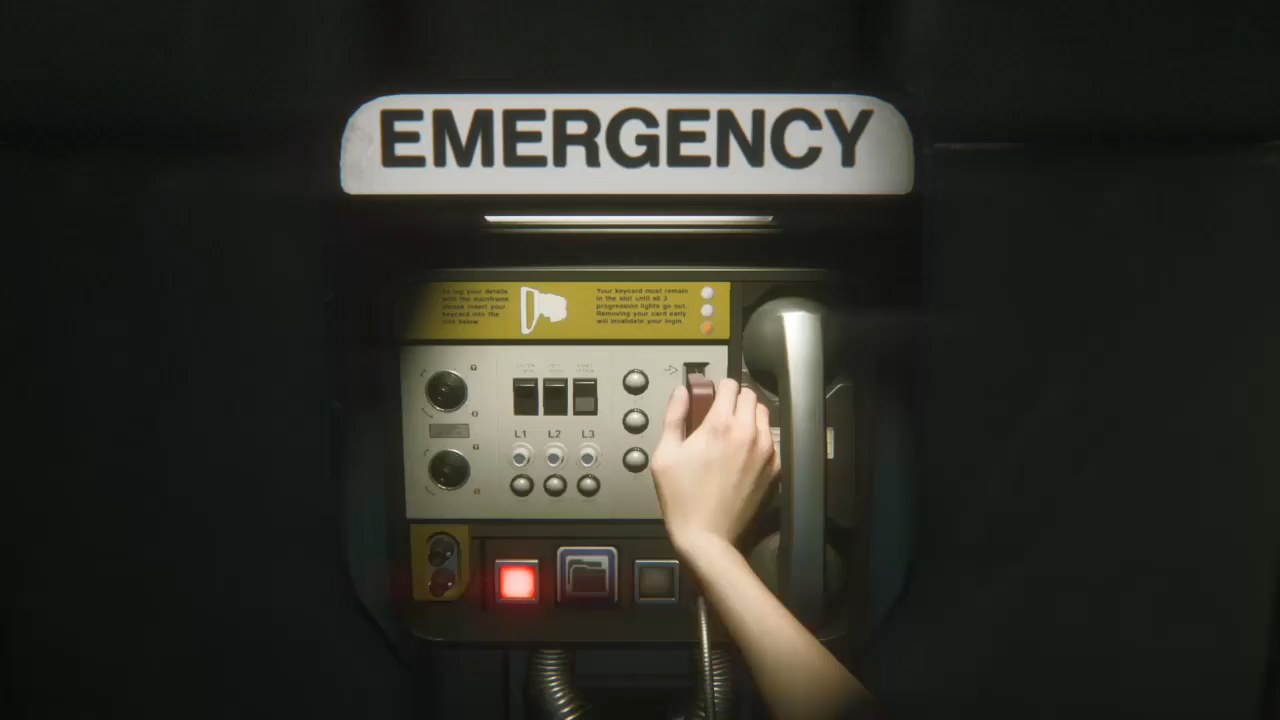 EMERGENCY
To log your details
with the mainframe
please insert your
keycard into the
slot below
Your keycard must remain
in the slot until all 3
progression lights go out.
Removing your card early
will invalidate your login
L1 L2 L3